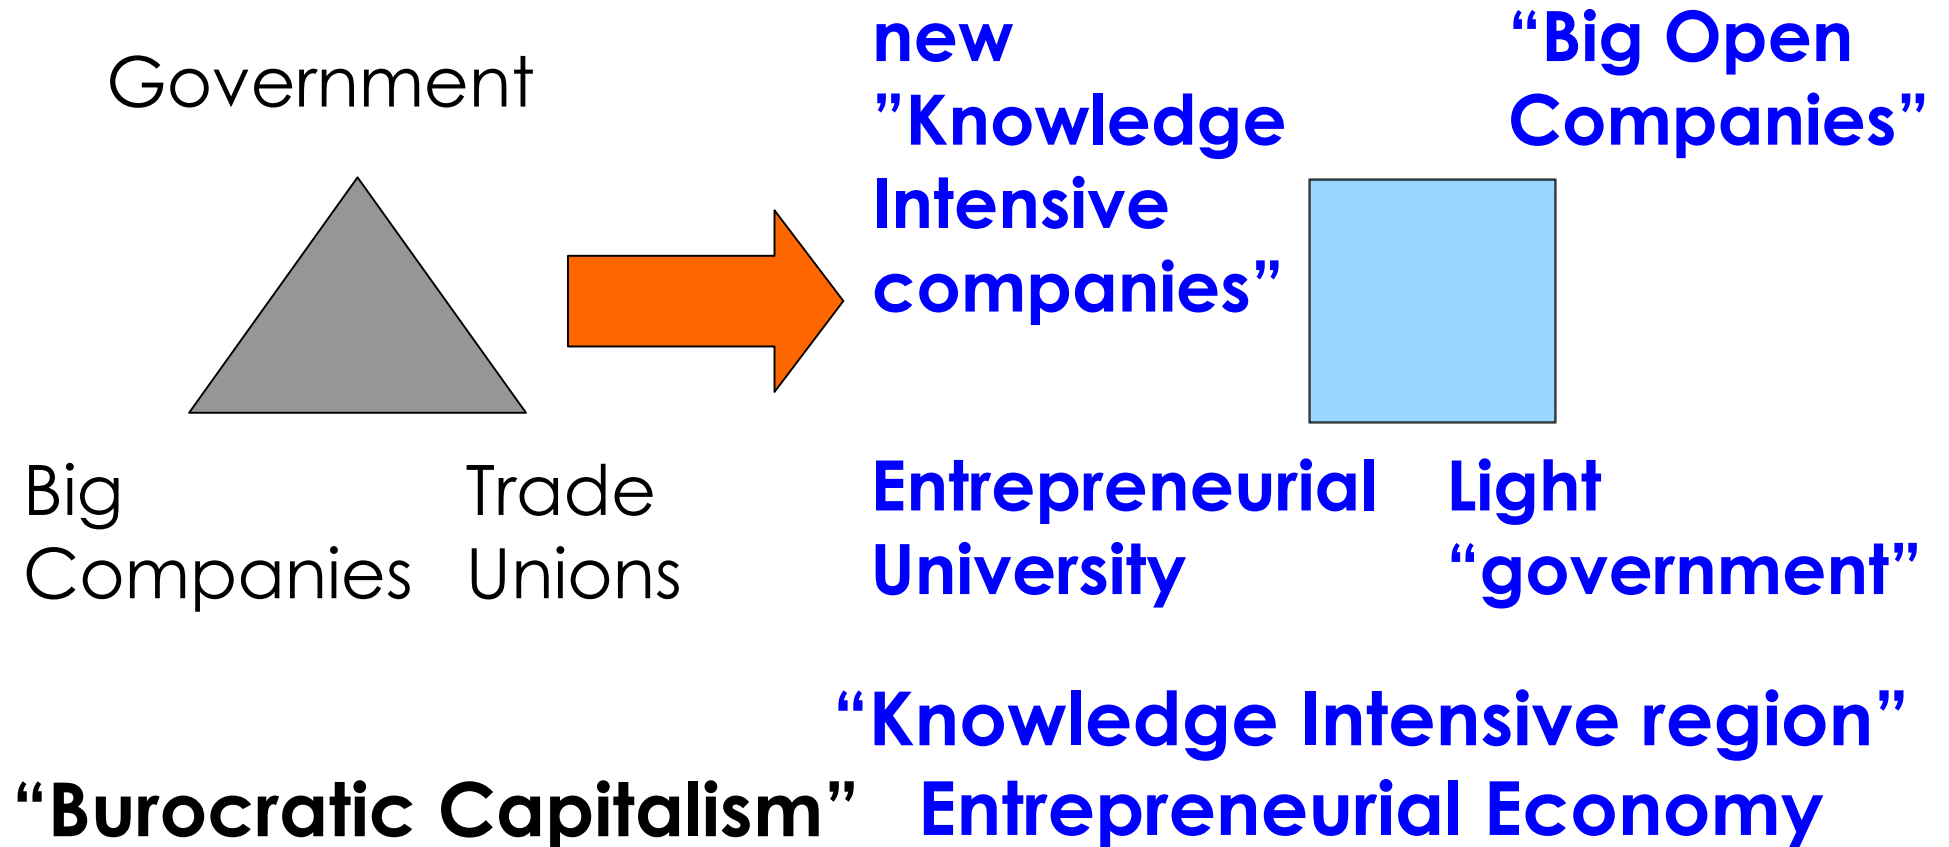 Government
Big
Companies
Trade
Unions
“Burocratic Capitalism”
new
”Knowledge
Intensive
companies”
“Big Open
Companies”
Entrepreneurial
University
Light
“government”
“Knowledge Intensive region”
Entrepreneurial Economy